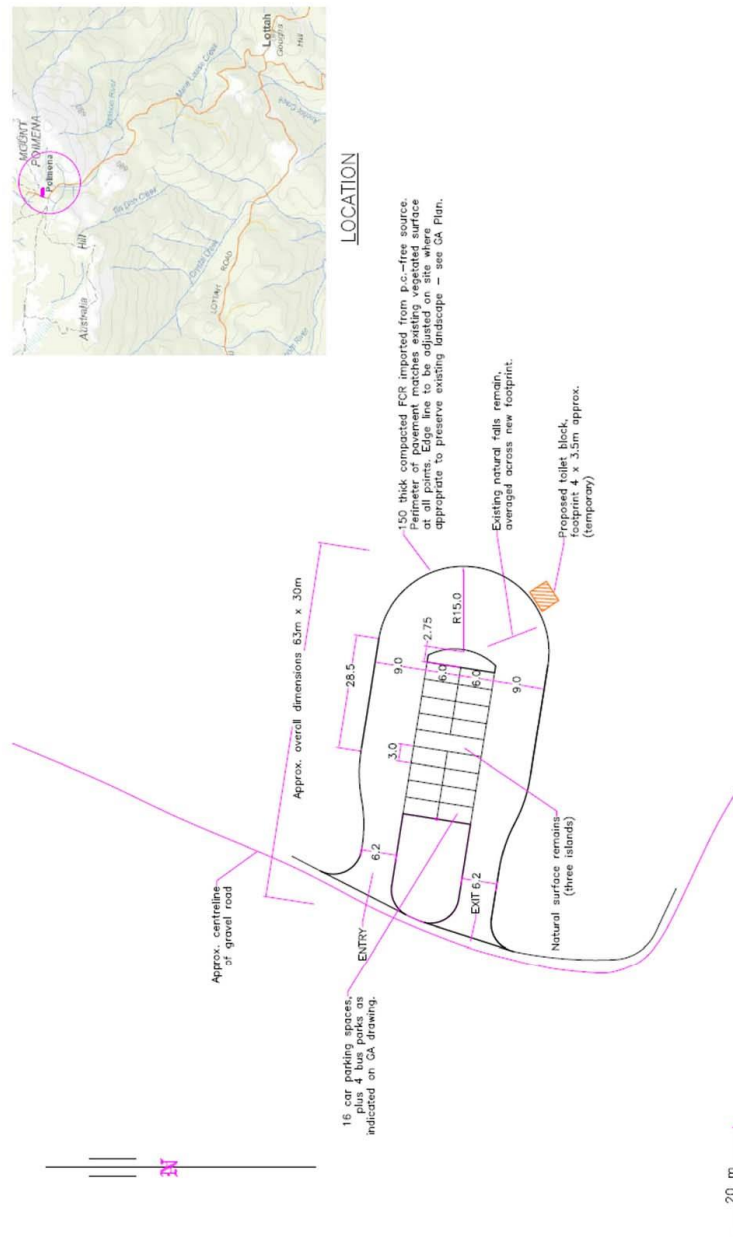 MOUNT
POIMENA
Poimena
Lottah
Australia
Hill
LOTTAH ROAD
Crystal Creek
LOCATION
150 thick compacted FCR imported from p.c.-free source.
Perimeter of pavement matches existing vegetated surface
at all points. Edge line to be adjusted on site where
appropriate to preserve existing landscape – see GA Plan.
Existing natural falls remain,
averaged across new footprint.
Proposed toilet block,
footprint 4 x 3.5m approx.
(temporary)
Approx. overall dimensions 63m x 30m
28.5
9.0
2.75
R15.0
6.0
6.0
9.0
3.0
6.2
ENTRY
EXIT 6.2
Natural surface remains
(three islands)
Approx. centreline
of gravel road
16 car parking spaces,
plus 4 bus parks as
indicated on GA drawing.
N
20 m